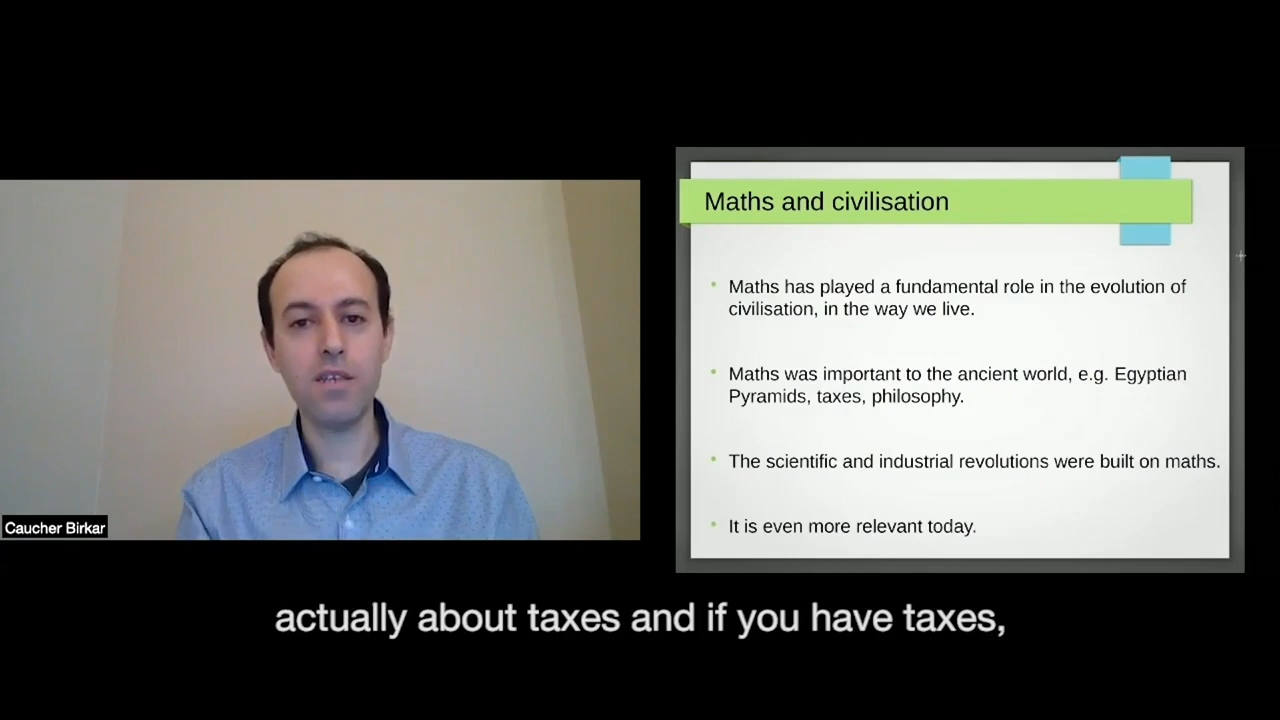 Maths and civilisation
• Maths has played a fundamental role in the evolution of
civilisation, in the way we live.
• Maths was important to the ancient world, e.g. Egyptian
Pyramids, taxes, philosophy.
• The scientific and industrial revolutions were built on maths.
• It is even more relevant today.
Caucher Birkar
actually about taxes and if you have taxes,